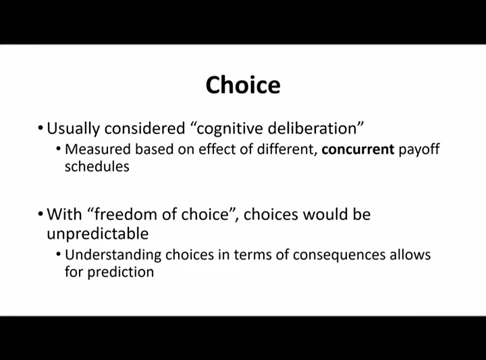 Choice
• Usually considered “cognitive deliberation”
• Measured based on effect of different, concurrent payoff
schedules
• With “freedom of choice”, choices would be
unpredictable
• Understanding choices in terms of consequences allows
for prediction